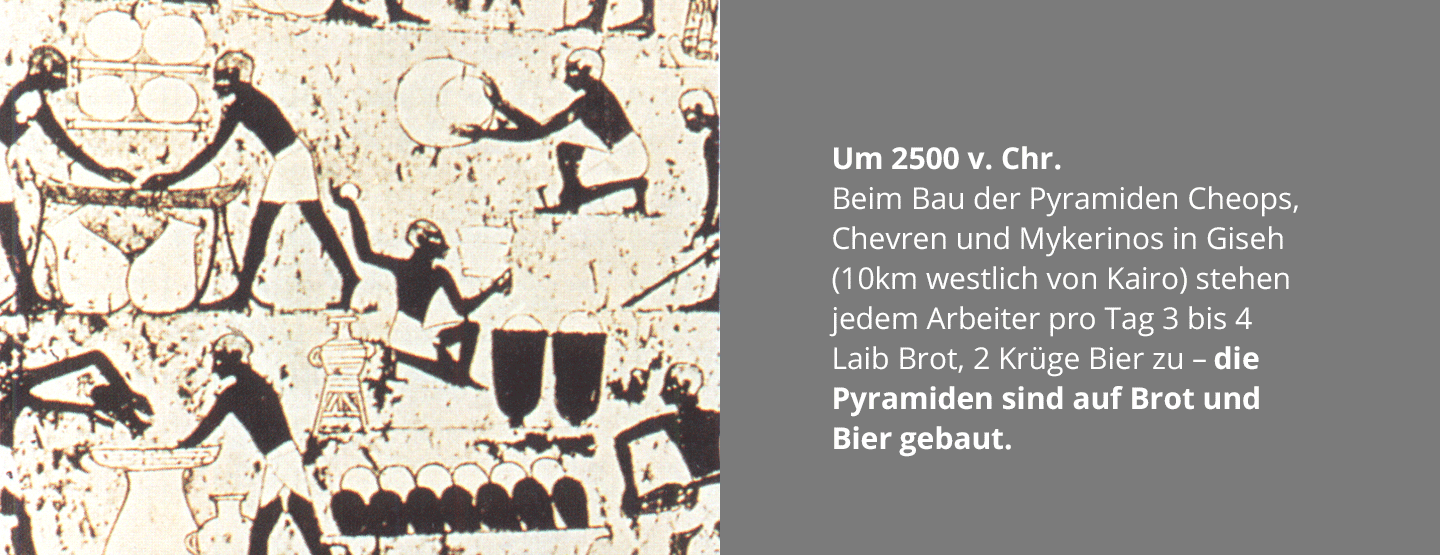 Um 2500 v. Chr.
Beim Bau der Pyramiden Cheops,
Chevren und Mykerinos in Giseh
(10km westlich von Kairo) stehen
jedem Arbeiter pro Tag 3 bis 4
Laib Brot, 2 Krüge Bier zu – die
Pyramiden sind auf Brot und
Bier gebaut.